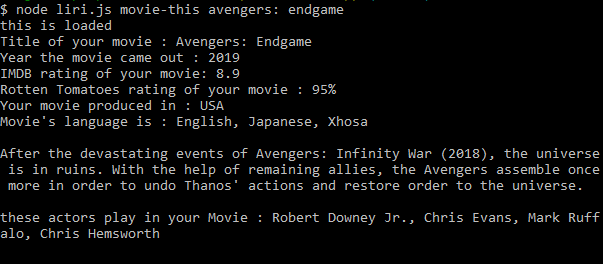 $ node liri.js movie-this avengers: endgame
this is loaded
Title of your movie : Avengers: Endgame
Year the movie came out : 2019
IMDB rating of your movie: 8.9
Rotten Tomatoes rating of your movie : 95%
Your movie produced in : USA
Movie's language is : English, Japanese, Xhosa
After the devastating events of Avengers: Infinity War (2018), the universe
is in ruins. With the help of remaining allies, the Avengers assemble once
more in order to undo Thanos' actions and restore order to the universe.
these actors play in your Movie : Robert Downey Jr., Chris Evans, Mark Ruff
alo, Chris Hemsworth